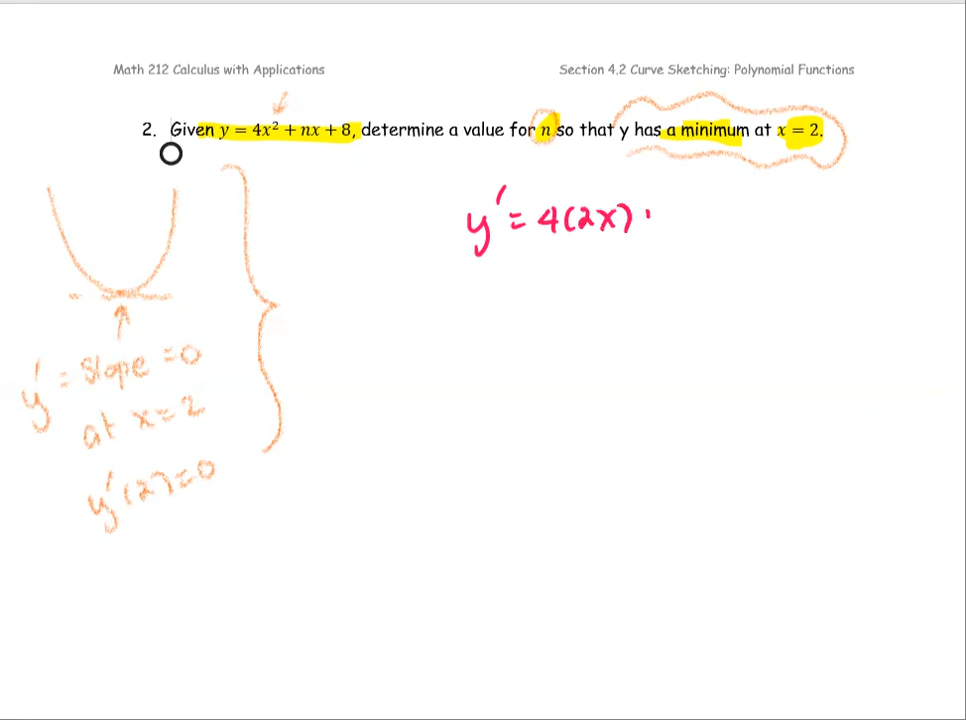 Math 212 Calculus with Applications
Section 4.2 Curve Sketching: Polynomial Functions
2. Given y = 4x² + nx + 8, determine a value for n so that y has a minimum at x = 2.
y' = 4(2x)
y' = slope = 0
at x = 2
y'(2) = 0